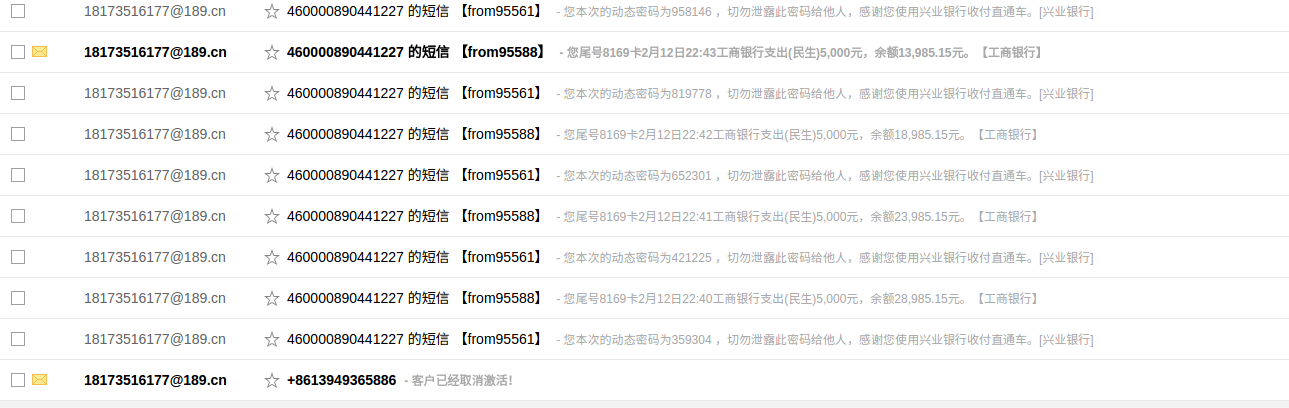 18173516177@189.cn ☆ 460000890441227 的短信 【from95561】 - 您本次的动态密码为958146 ，切勿泄露此密码给他人，感谢您使用兴业银行收付直通车。[兴业银行]
18173516177@189.cn ☆ 460000890441227 的短信 【from95588】 - 您尾号8169卡2月12日22:43工商银行支出(民生)5,000元，余额13,985.15元。【工商银行】
18173516177@189.cn ☆ 460000890441227 的短信 【from95561】 - 您本次的动态密码为819778 ，切勿泄露此密码给他人，感谢您使用兴业银行收付直通车。[兴业银行]
18173516177@189.cn ☆ 460000890441227 的短信 【from95588】 - 您尾号8169卡2月12日22:42工商银行支出(民生)5,000元，余额18,985.15元。【工商银行】
18173516177@189.cn ☆ 460000890441227 的短信 【from95561】 - 您本次的动态密码为652301 ，切勿泄露此密码给他人，感谢您使用兴业银行收付直通车。[兴业银行]
18173516177@189.cn ☆ 460000890441227 的短信 【from95588】 - 您尾号8169卡2月12日22:41工商银行支出(民生)5,000元，余额23,985.15元。【工商银行】
18173516177@189.cn ☆ 460000890441227 的短信 【from95561】 - 您本次的动态密码为421225 ，切勿泄露此密码给他人，感谢您使用兴业银行收付直通车。[兴业银行]
18173516177@189.cn ☆ 460000890441227 的短信 【from95588】 - 您尾号8169卡2月12日22:40工商银行支出(民生)5,000元，余额28,985.15元。【工商银行】
18173516177@189.cn ☆ 460000890441227 的短信 【from95561】 - 您本次的动态密码为359304 ，切勿泄露此密码给他人，感谢您使用兴业银行收付直通车。[兴业银行]
18173516177@189.cn ☆ +8613949365886 - 客户已经取消激活！